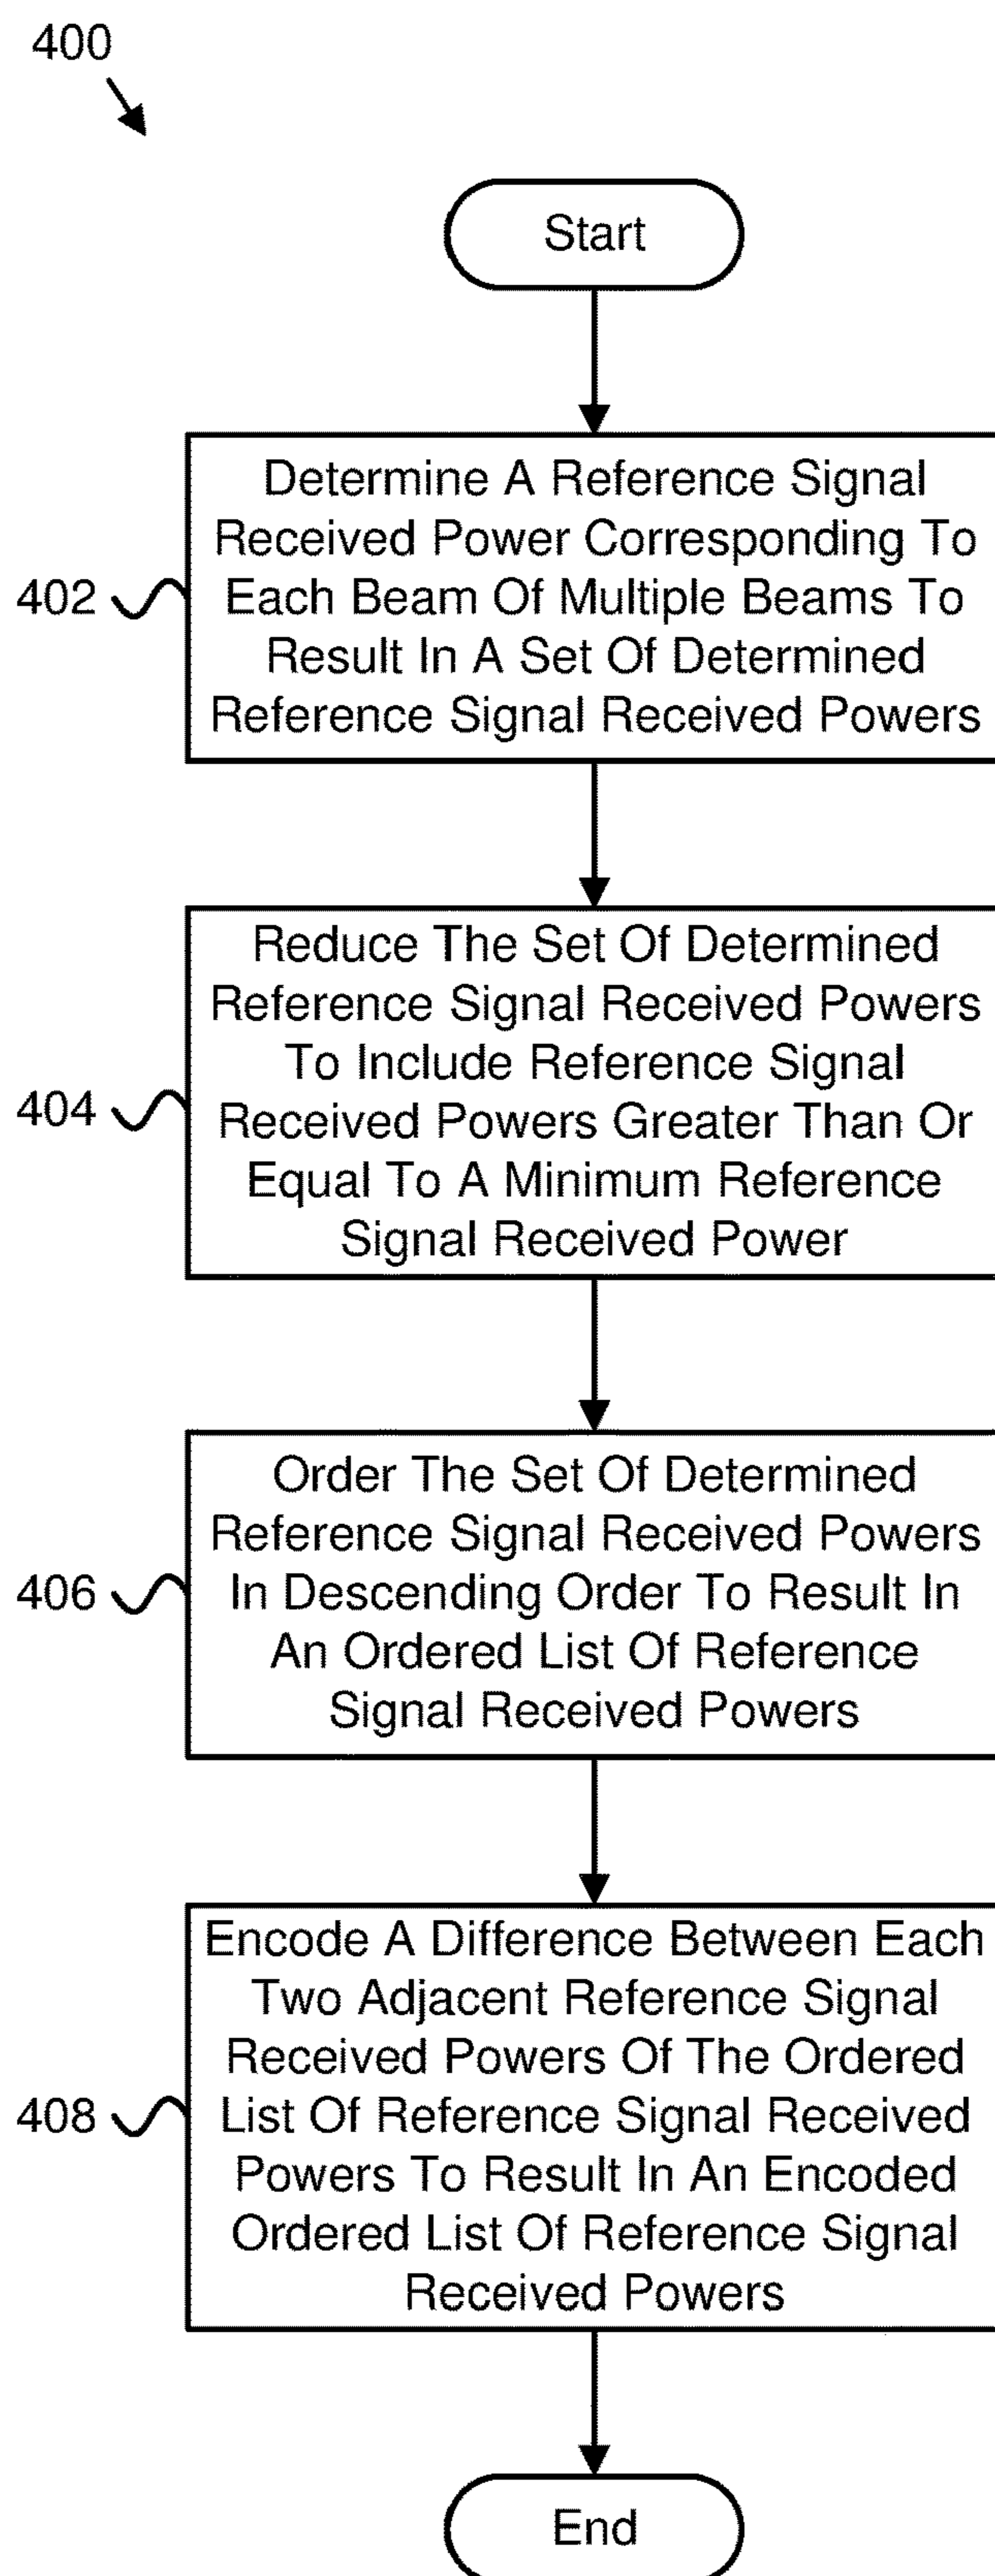 400
Start
402
Determine A Reference Signal
Received Power Corresponding To
Each Beam Of Multiple Beams To
Result In A Set Of Determined
Reference Signal Received Powers
404
Reduce The Set Of Determined
Reference Signal Received Powers
To Include Reference Signal
Received Powers Greater Than Or
Equal To A Minimum Reference
Signal Received Power
406
Order The Set Of Determined
Reference Signal Received Powers
In Descending Order To Result In
An Ordered List Of Reference
Signal Received Powers
408
Encode A Difference Between Each
Two Adjacent Reference Signal
Received Powers Of The Ordered
List Of Reference Signal Received
Powers To Result In An Encoded
Ordered List Of Reference Signal
Received Powers
End